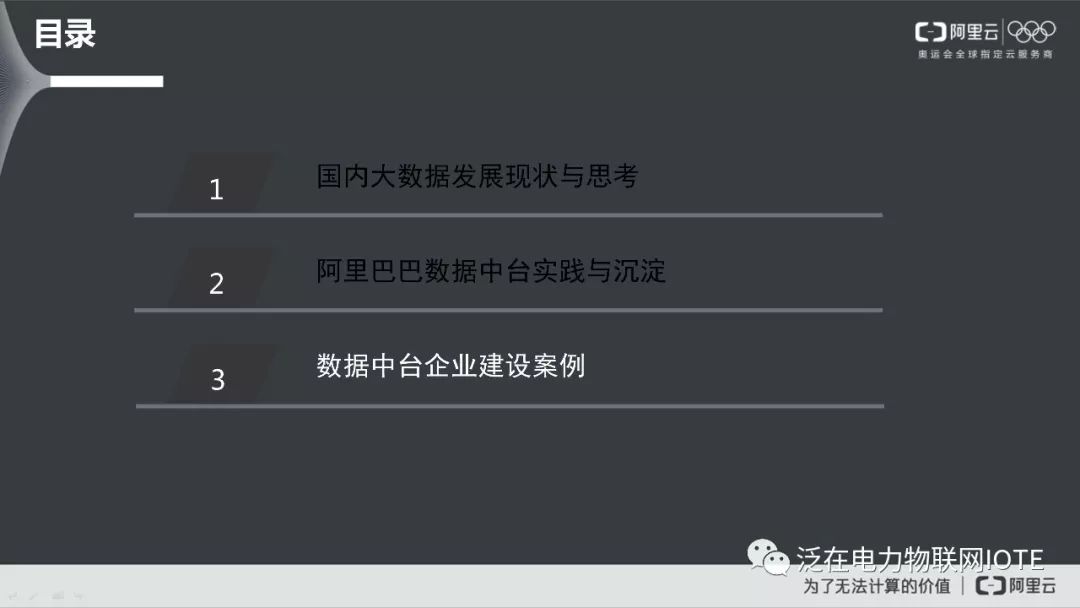 目录
阿里云
奥运会全球指定云服务商
1 国内大数据发展现状与思考
2 阿里巴巴数据中台实践与沉淀
3 数据中台企业建设案例
泛在电力物联网IOTE
为了无法计算的价值 | 阿里云